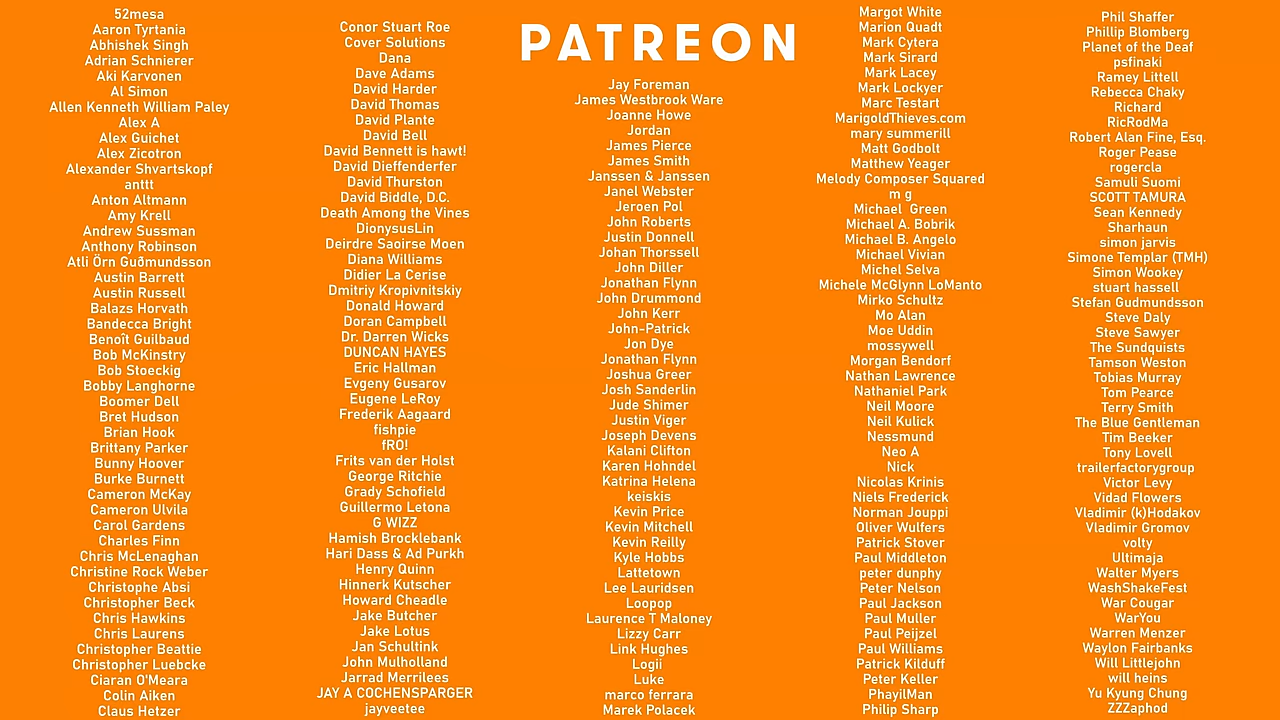 52mesa
Aaron Tyrtania
Abhishek Singh
Adrian Schnierer
Aki Karvonen
Al Simon
Allen Kenneth William Paley
Alex A
Alex Guichet
Alex Zicotron
Alexander Shvartskopf
anttt
Anton Altmann
Amy Krell
Andrew Sussman
Anthony Robinson
Atli Örn Guðmundsson
Austin Barrett
Austin Russell
Balazs Horvath
Bandecca Bright
Benoît Guilbaud
Bob McKinstry
Bob Stoeckig
Bobby Langhorne
Boomer Dell
Bret Hudson
Brian Hook
Brittany Parker
Bunny Hoover
Burke Burnett
Cameron McKay
Cameron Ulvila
Carol Gardens
Charles Finn
Chris McLenaghan
Christine Rock Weber
Christophe Absi
Christopher Beck
Chris Hawkins
Chris Laurens
Christopher Beattie
Christopher Luebcke
Ciaran O'Meara
Colin Aiken
Claus Hetzer
Conor Stuart Roe
Cover Solutions
Dana
Dave Adams
David Harder
David Thomas
David Plante
David Bell
David Bennett is hawt!
David Dieffenderfer
David Thurston
David Biddle, D.C.
Death Among the Vines
DionysusLin
Deirdre Saoirse Moen
Diana Williams
Didier La Cerise
Dmitriy Kropivnitskiy
Donald Howard
Doran Campbell
Dr. Darren Wicks
DUNCAN HAYES
Eric Hallman
Evgeny Gusarov
Eugene LeRoy
Frederik Aagaard
fishpie
fRO!
Frits van der Holst
George Ritchie
Grady Schofield
Guillermo Letona
G WIZZ
Hamish Brocklebank
Hari Dass & Ad Purkh
Henry Quinn
Hinnerk Kutscher
Howard Cheadle
Jake Butcher
Jake Lotus
Jan Schultink
John Mulholland
Jarrad Merrilees
JAY A COCHENSPARGER
jayveetee
PATREON
Jay Foreman
James Westbrook Ware
Joanne Howe
Jordan
James Pierce
James Smith
Janssen & Janssen
Janel Webster
Jeroen Pol
John Roberts
Justin Donnell
Johan Thorssell
John Diller
Jonathan Flynn
John Drummond
John Kerr
John-Patrick
Jon Dye
Jonathan Flynn
Joshua Greer
Josh Sanderlin
Jude Shimer
Justin Viger
Joseph Devens
Kalani Clifton
Karen Hohndel
Katrina Helena
keiskis
Kevin Price
Kevin Mitchell
Kevin Reilly
Kyle Hobbs
Lattetown
Lee Lauridsen
Loopop
Laurence T Maloney
Lizzy Carr
Link Hughes
Logii
Luke
marco ferrara
Marek Polacek
Margot White
Marion Quadt
Mark Cytera
Mark Sirard
Mark Lacey
Mark Lockyer
Marc Testart
MarigoldThieves.com
mary summerill
Matt Godbolt
Matthew Yeager
Melody Composer Squared
m g
Michael  Green
Michael A. Bobrik
Michael B. Angelo
Michael Vivian
Michel Selva
Michele McGlynn LoManto
Mirko Schultz
Mo Alan
Moe Uddin
mossywell
Morgan Bendorf
Nathan Lawrence
Nathaniel Park
Neil Moore
Neil Kulick
Nessmund
Neo A
Nick
Nicolas Krinis
Niels Frederick
Norman Jouppi
Oliver Wulfers
Patrick Stover
Paul Middleton
peter dunphy
Peter Nelson
Paul Jackson
Paul Muller
Paul Peijzel
Paul Williams
Patrick Kilduff
Peter Keller
PhayilMan
Philip Sharp
Phil Shaffer
Phillip Blomberg
Planet of the Deaf
psfinaki
Ramey Littell
Rebecca Chaky
Richard
RicRodMa
Robert Alan Fine, Esq.
Roger Pease
rogercla
Samuli Suomi
SCOTT TAMURA
Sean Kennedy
Sharhaun
simon jarvis
Simone Templar (TMH)
Simon Wookey
stuart hassell
Stefan Gudmundsson
Steve Daly
Steve Sawyer
The Sundquists
Tamson Weston
Tobias Murray
Tom Pearce
Terry Smith
The Blue Gentleman
Tim Beeker
Tony Lovell
trailerfactorygroup
Victor Levy
Vidad Flowers
Vladimir (k)Hodakov
Vladimir Gromov
volty
Ultimaja
Walter Myers
WashShakeFest
War Cougar
WarYou
Warren Menzer
Waylon Fairbanks
Will Littlejohn
will heins
Yu Kyung Chung
ZZZaphod